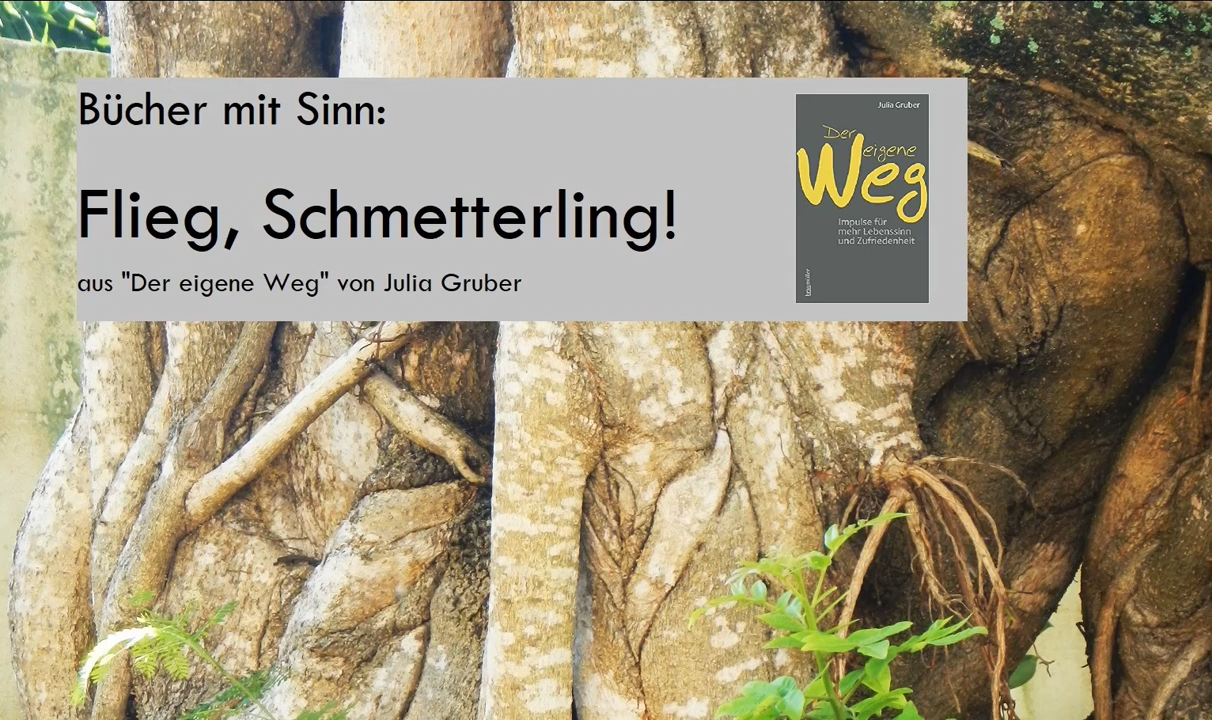 Bücher mit Sinn:
Flieg, Schmetterling!
aus "Der eigene Weg" von Julia Gruber
Julia Gruber
Der
eigene
Weg
Impulse für
mehr Lebenssinn
und Zufriedenheit